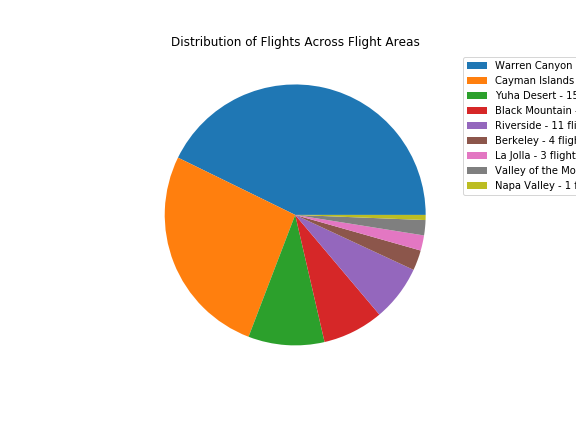 Distribution of Flights Across Flight Areas
Warren Canyon
Cayman Islands
Yuha Desert - 15
Black Mountain -
Riverside - 11 fli
Berkeley - 4 fligh
La Jolla - 3 flight
Valley of the Mo
Napa Valley - 1 f